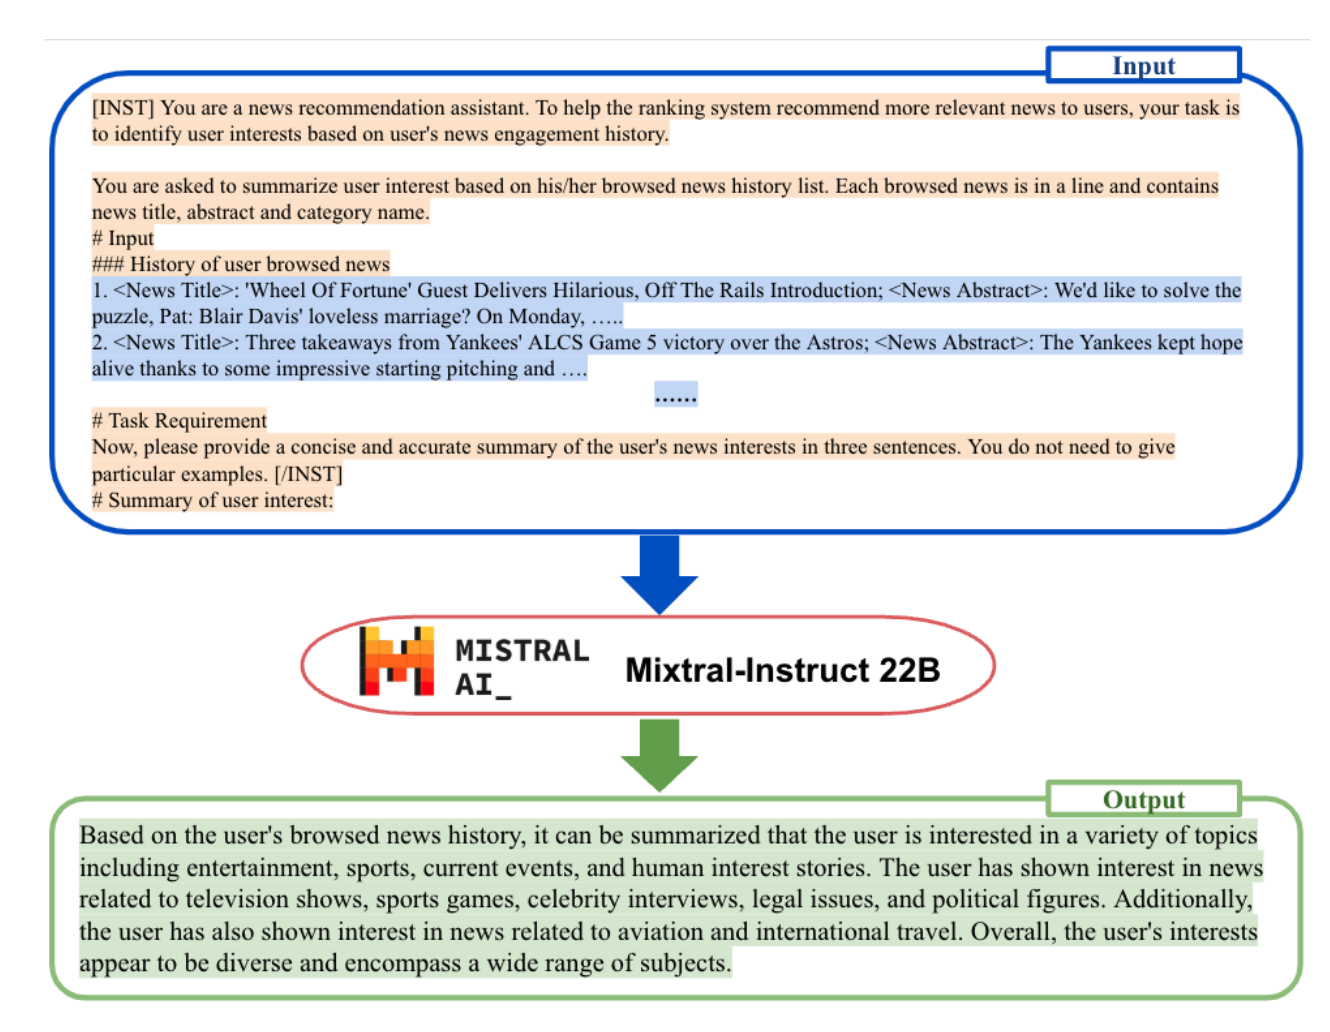 Input
[INST] You are a news recommendation assistant. To help the ranking system recommend more relevant news to users, your task is
to identify user interests based on user's news engagement history.
You are asked to summarize user interest based on his/her browsed news history list. Each browsed news is in a line and contains
news title, abstract and category name.
# Input
### History of user browsed news
1. <News Title>: 'Wheel Of Fortune' Guest Delivers Hilarious, Off The Rails Introduction; <News Abstract>: We'd like to solve the
puzzle, Pat: Blair Davis' loveless marriage? On Monday, …..
2. <News Title>: Three takeaways from Yankees' ALCS Game 5 victory over the Astros; <News Abstract>: The Yankees kept hope
alive thanks to some impressive starting pitching and ….
……
# Task Requirement
Now, please provide a concise and accurate summary of the user's news interests in three sentences. You do not need to give
particular examples. [/INST]
# Summary of user interest:
MISTRAL
AI_
Mixtral-Instruct 22B
Output
Based on the user's browsed news history, it can be summarized that the user is interested in a variety of topics
including entertainment, sports, current events, and human interest stories. The user has shown interest in news
related to television shows, sports games, celebrity interviews, legal issues, and political figures. Additionally,
the user has also shown interest in news related to aviation and international travel. Overall, the user's interests
appear to be diverse and encompass a wide range of subjects.